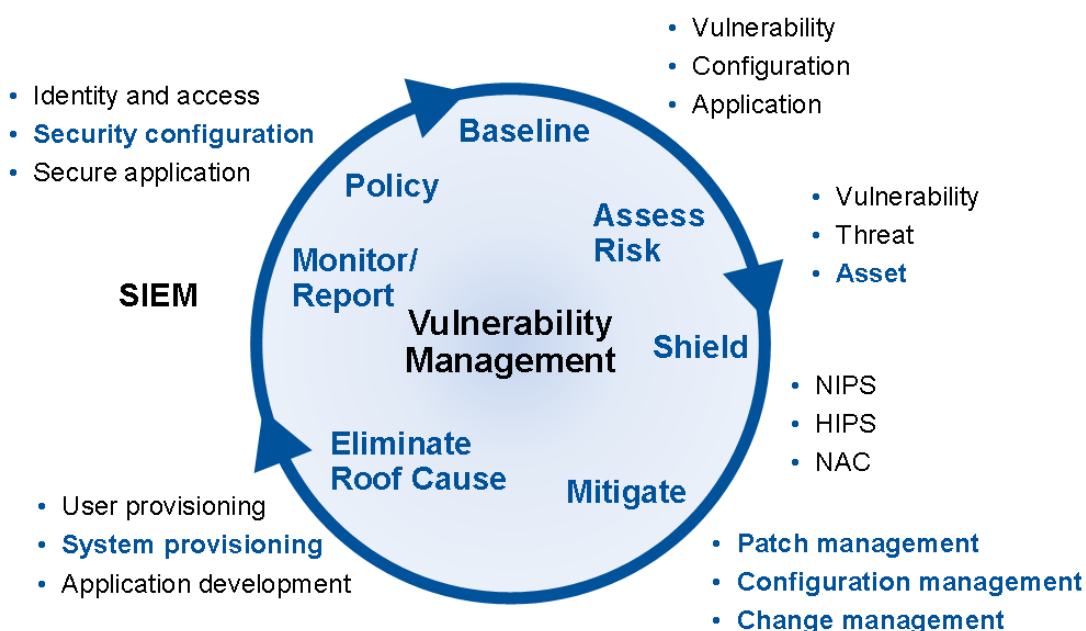 • Vulnerability
• Configuration
• Application
• Identity and access
• Security configuration
• Secure application
Baseline
Policy
Assess
Risk
• Vulnerability
• Threat
• Asset
Monitor/
Report
SIEM
Vulnerability
Management
Shield
• NIPS
• HIPS
• NAC
Eliminate
Roof Cause
Mitigate
• User provisioning
• System provisioning
• Application development
• Patch management
• Configuration management
• Change management